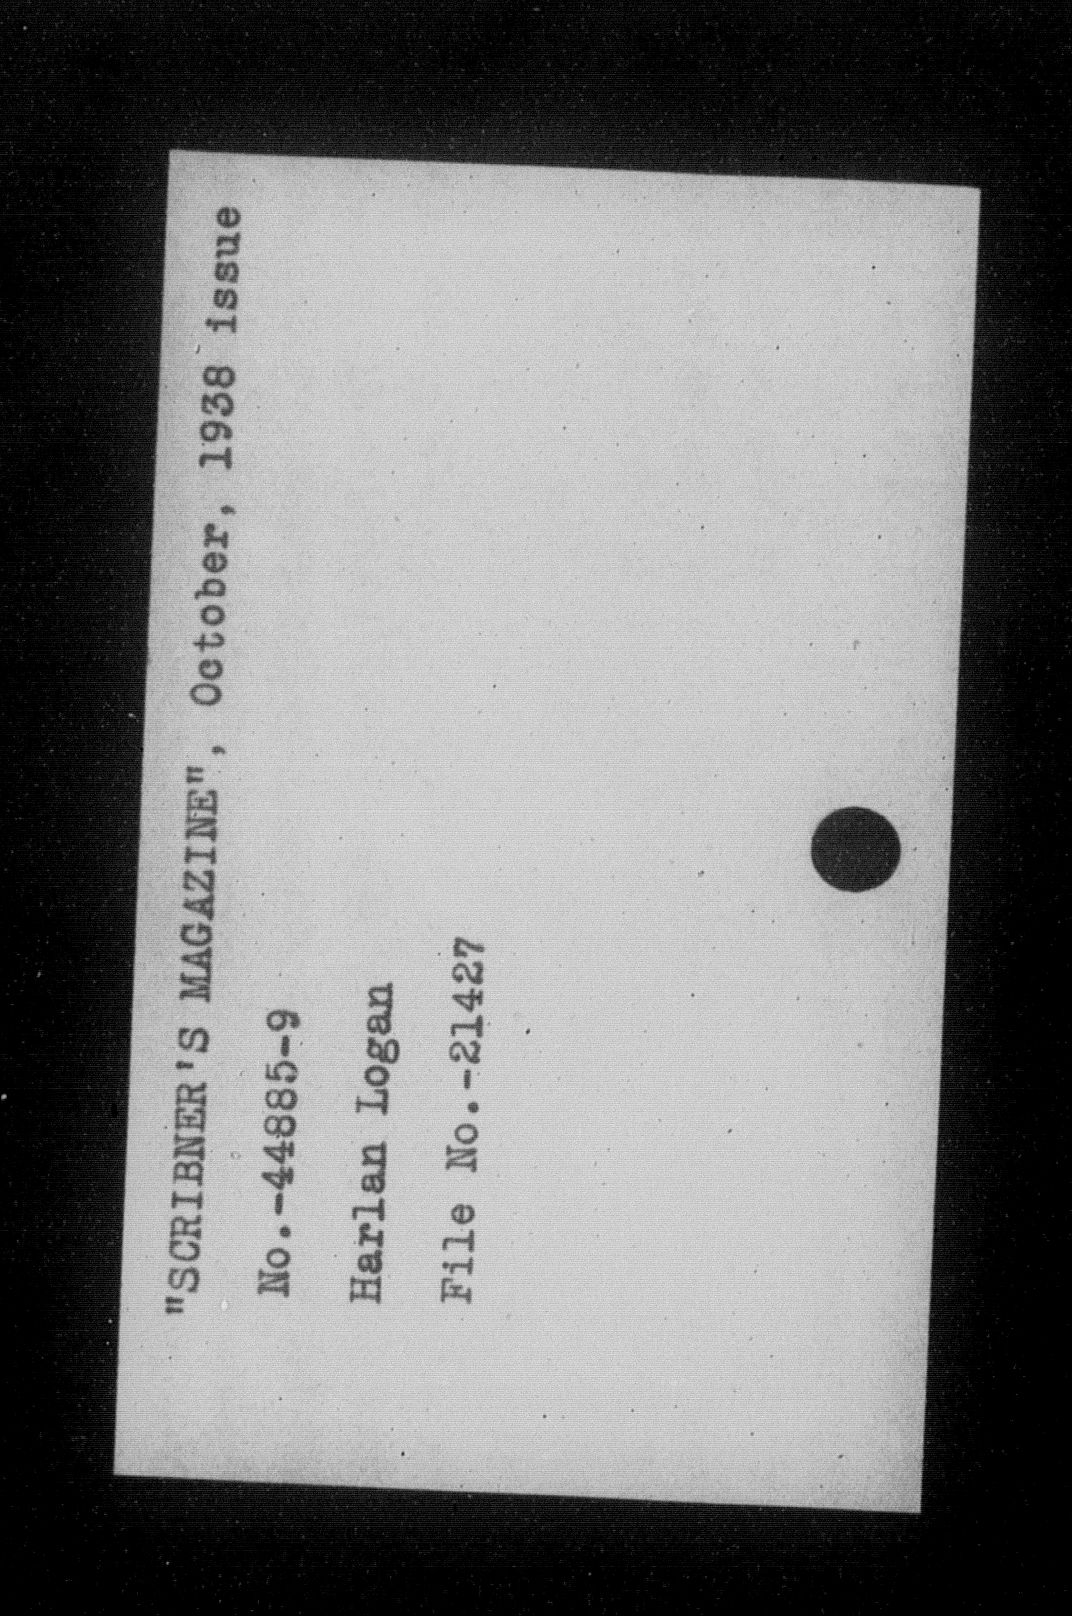 "SCRIBNER'S MAGAZINE", October, 1938 issue
No.-44885-9
Harlan Logan
File No.-21427